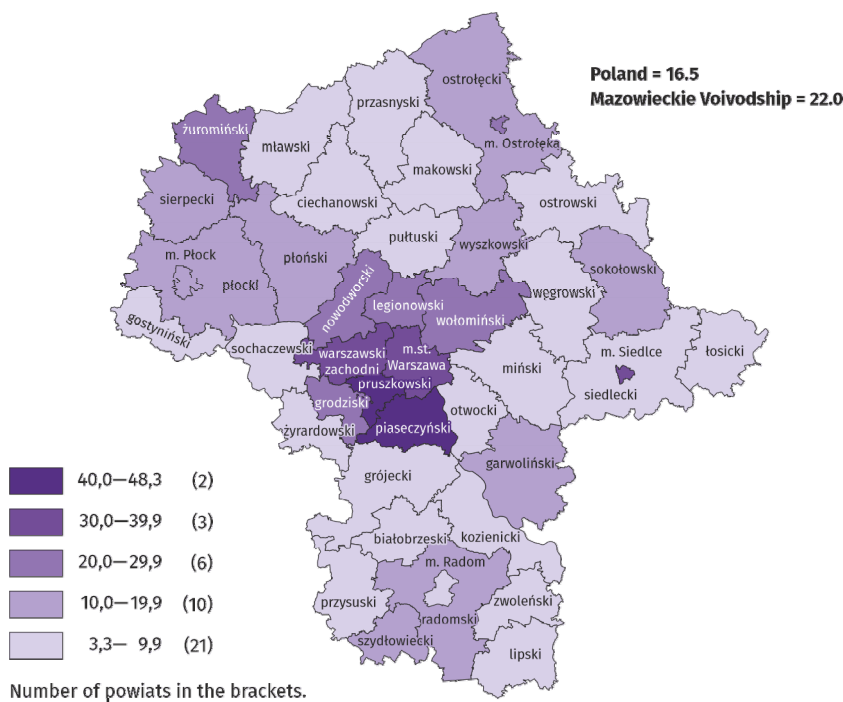 Poland = 16.5
Mazowieckie Voivodship = 22.0
ostrołęcki
przasnyski
żuromiński
mławski
m. Ostrołęka
makowski
sierpecki
ciechanowski
ostrowski
pułtuski
wyszkowski
m. Płock
płoński
sokołowski
płocki
nowodworski
legionowski
węgrowski
gostyniński
wołomiński
sochaczewski
warszawski
zachodni
m.st.
Warszawa
m. Siedlce
łosicki
miński
pruszkowski
siedlecki
grodziski
otwocki
żyrardowski
piaseczyński
garwoliński
grójecki
białobrzeski
kozienicki
m. Radom
przysuski
zwoleński
radomski
szydłowiecki
lipski
40,0—48,3 (2)
30,0—39,9 (3)
20,0—29,9 (6)
10,0—19,9 (10)
3,3— 9,9 (21)
Number of powiats in the brackets.